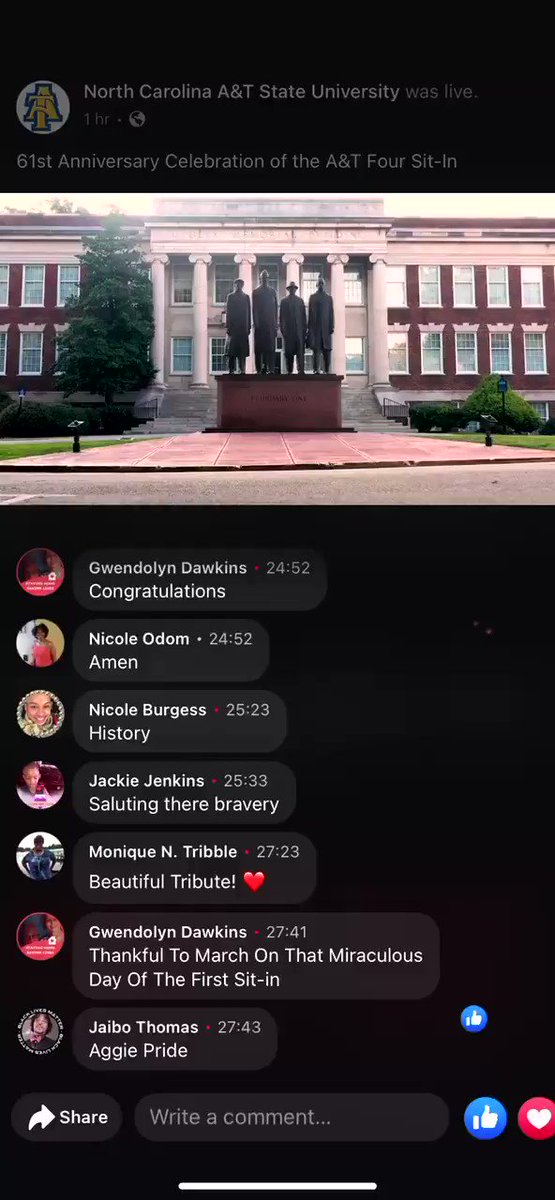 North Carolina A&T State University was live.
1 hr ·
61st Anniversary Celebration of the A&T Four Sit-In
FEBRUARY ONE
Gwendolyn Dawkins • 24:52
Congratulations
Nicole Odom • 24:52
Amen
Nicole Burgess • 25:23
History
Jackie Jenkins • 25:33
Saluting there bravery
Monique N. Tribble • 27:23
Beautiful Tribute! ❤️
Gwendolyn Dawkins • 27:41
Thankful To March On That Miraculous
Day Of The First Sit-in
Jaibo Thomas • 27:43
Aggie Pride
Share
Write a comment...